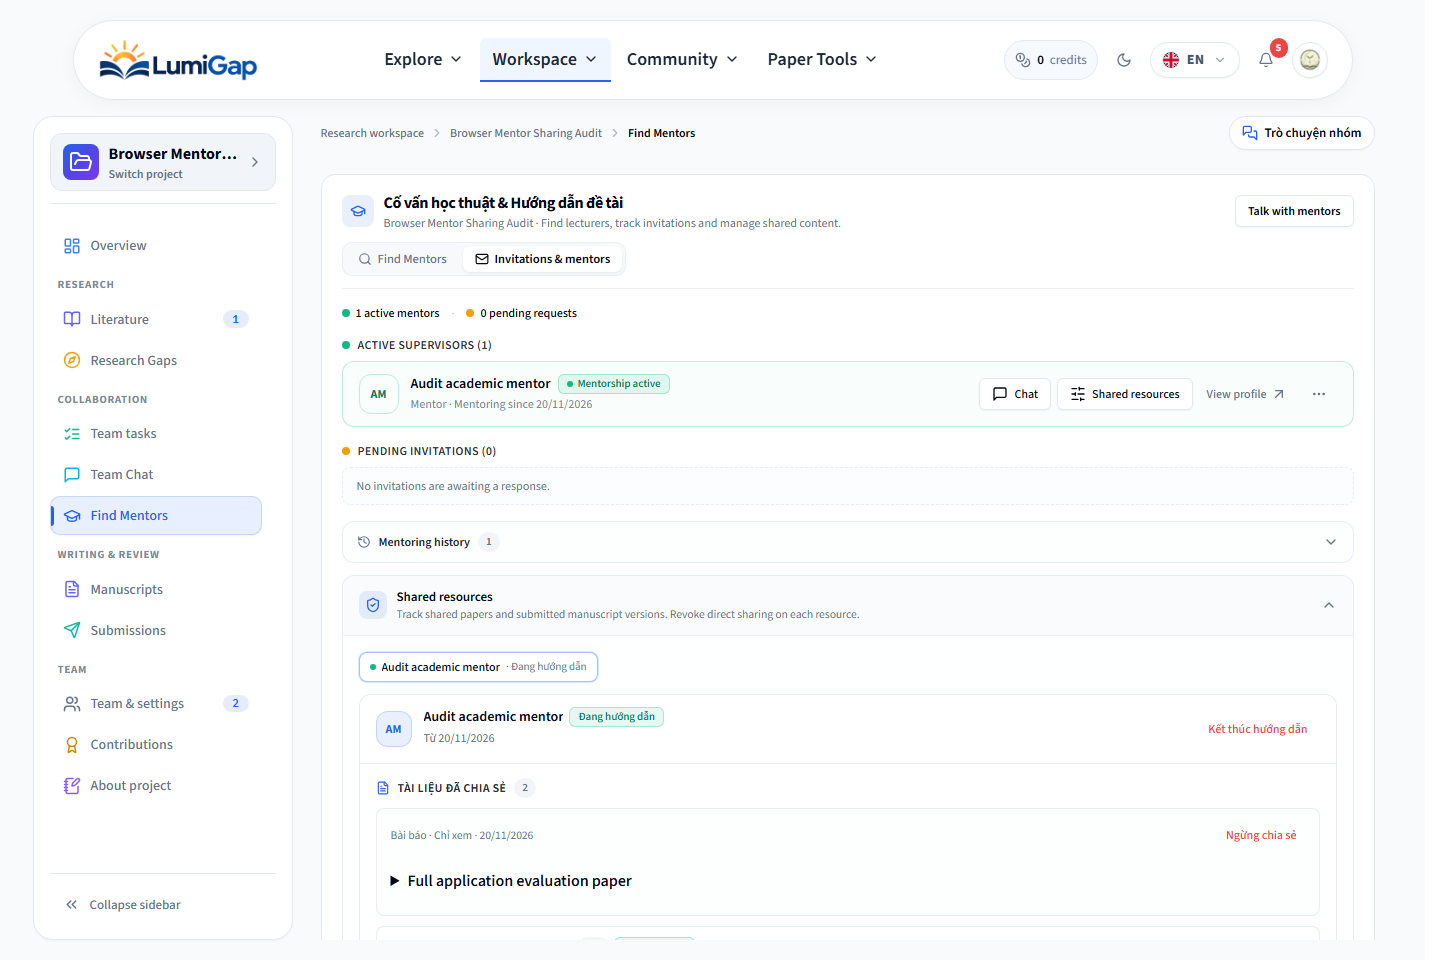 LumiGap
Explore
Workspace
Community
Paper Tools
0 credits
EN
5
Browser Mentor...
Switch project
Overview
RESEARCH
Literature 1
Research Gaps
COLLABORATION
Team tasks
Team Chat
Find Mentors
WRITING & REVIEW
Manuscripts
Submissions
TEAM
Team & settings 2
Contributions
About project
Collapse sidebar
Research workspace > Browser Mentor Sharing Audit > Find Mentors
Trò chuyện nhóm
Cố vấn học thuật & Hướng dẫn đề tài
Browser Mentor Sharing Audit · Find lecturers, track invitations and manage shared content.
Talk with mentors
Find Mentors
Invitations & mentors
1 active mentors · 0 pending requests
ACTIVE SUPERVISORS (1)
AM
Audit academic mentor Mentorship active
Mentor · Mentoring since 20/11/2026
Chat
Shared resources
View profile
PENDING INVITATIONS (0)
No invitations are awaiting a response.
Mentoring history 1
Shared resources
Track shared papers and submitted manuscript versions. Revoke direct sharing on each resource.
Audit academic mentor · Đang hướng dẫn
AM
Audit academic mentor Đang hướng dẫn
Từ 20/11/2026
Kết thúc hướng dẫn
TÀI LIỆU ĐÃ CHIA SẺ 2
Bài báo · Chỉ xem · 20/11/2026
Ngừng chia sẻ
Full application evaluation paper